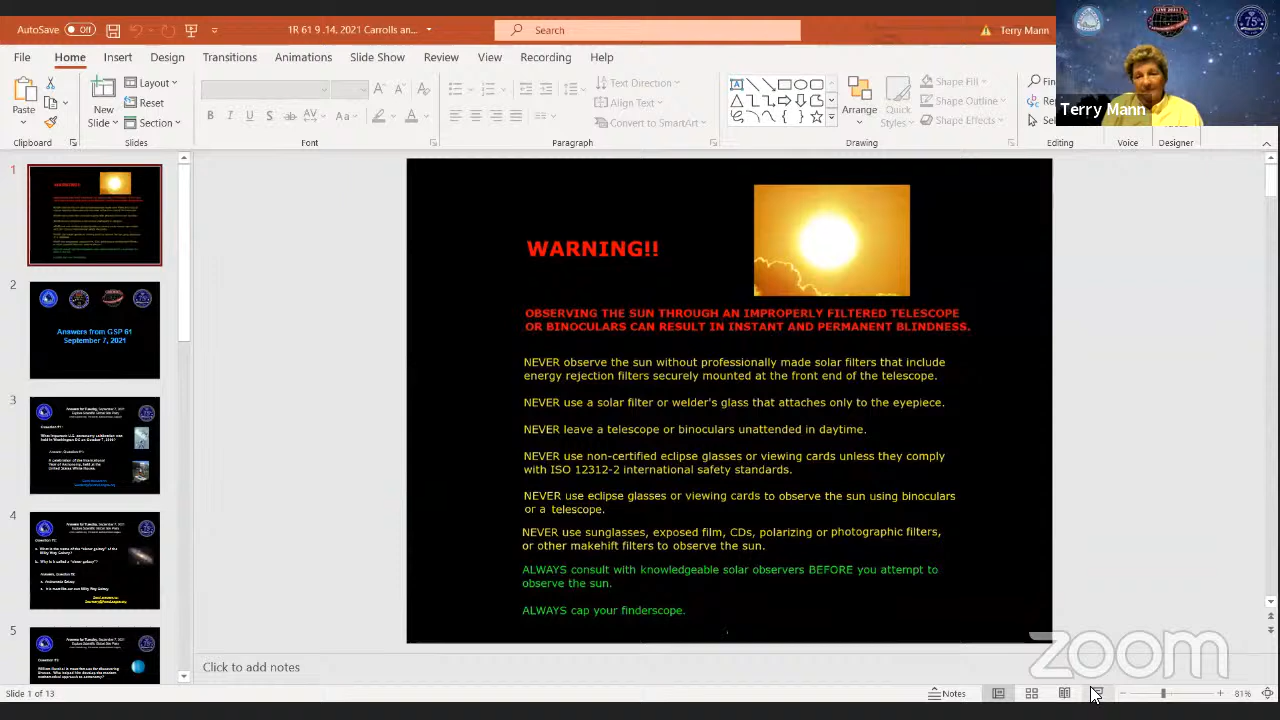 AutoSave Off
1R 61 9 .14. 2021 Carrolls an...
Search
Terry Mann
File Home Insert Design Transitions Animations Slide Show Review View Recording Help
Paste
New
Slide
Layout
Reset
Section
Text Direction
Align Text
Convert to SmartArt
Arrange
Quick
Styles
Shape Fill
Shape Outline
Shape Effects
Clipboard Slides Font Paragraph Drawing Editing Voice Designer
Terry Mann
1
2
Answers from GSP 61
September 7, 2021
3
4
5
WARNING!!
OBSERVING THE SUN THROUGH AN IMPROPERLY FILTERED TELESCOPE
OR BINOCULARS CAN RESULT IN INSTANT AND PERMANENT BLINDNESS.
NEVER observe the sun without professionally made solar filters that include
energy rejection filters securely mounted at the front end of the telescope.
NEVER use a solar filter or welder's glass that attaches only to the eyepiece.
NEVER leave a telescope or binoculars unattended in daytime.
NEVER use non-certified eclipse glasses or viewing cards unless they comply
with ISO 12312-2 international safety standards.
NEVER use eclipse glasses or viewing cards to observe the sun using binoculars
or a telescope.
NEVER use sunglasses, exposed film, CDs, polarizing or photographic filters,
or other makehift filters to observe the sun.
ALWAYS consult with knowledgeable solar observers BEFORE you attempt to
observe the sun.
ALWAYS cap your finderscope.
zoom
Click to add notes
Slide 1 of 13
Notes
81%